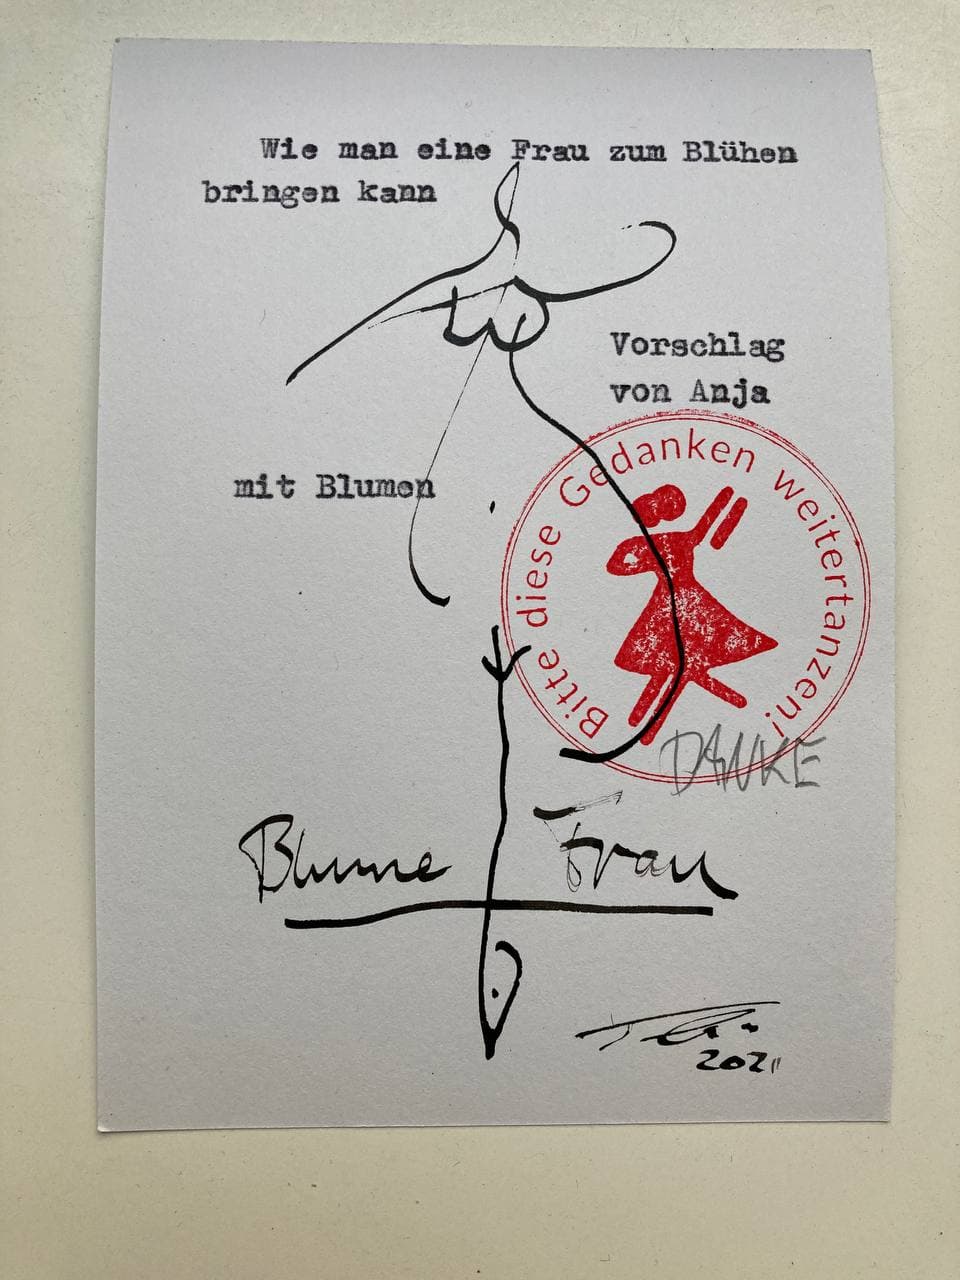 Wie man eine Frau zum Blühen
bringen kann
Vorschlag
von Anja
mit Blumen
Bitte diese Gedanken weitertanzen!
DANKE
Blume Frau
2021